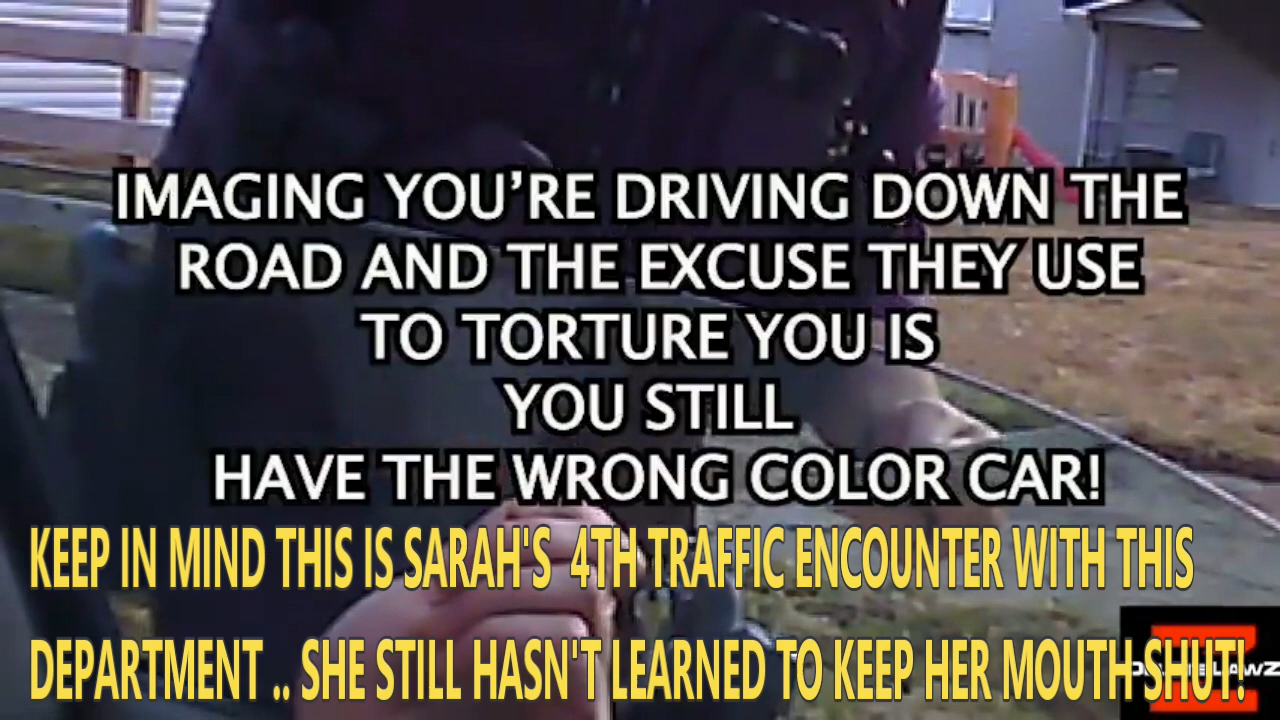 IMAGING YOU’RE DRIVING DOWN THE
ROAD AND THE EXCUSE THEY USE
TO TORTURE YOU IS
YOU STILL
HAVE THE WRONG COLOR CAR!
KEEP IN MIND THIS IS SARAH'S 4TH TRAFFIC ENCOUNTER WITH THIS
DEPARTMENT .. SHE STILL HASN'T LEARNED TO KEEP HER MOUTH SHUT!